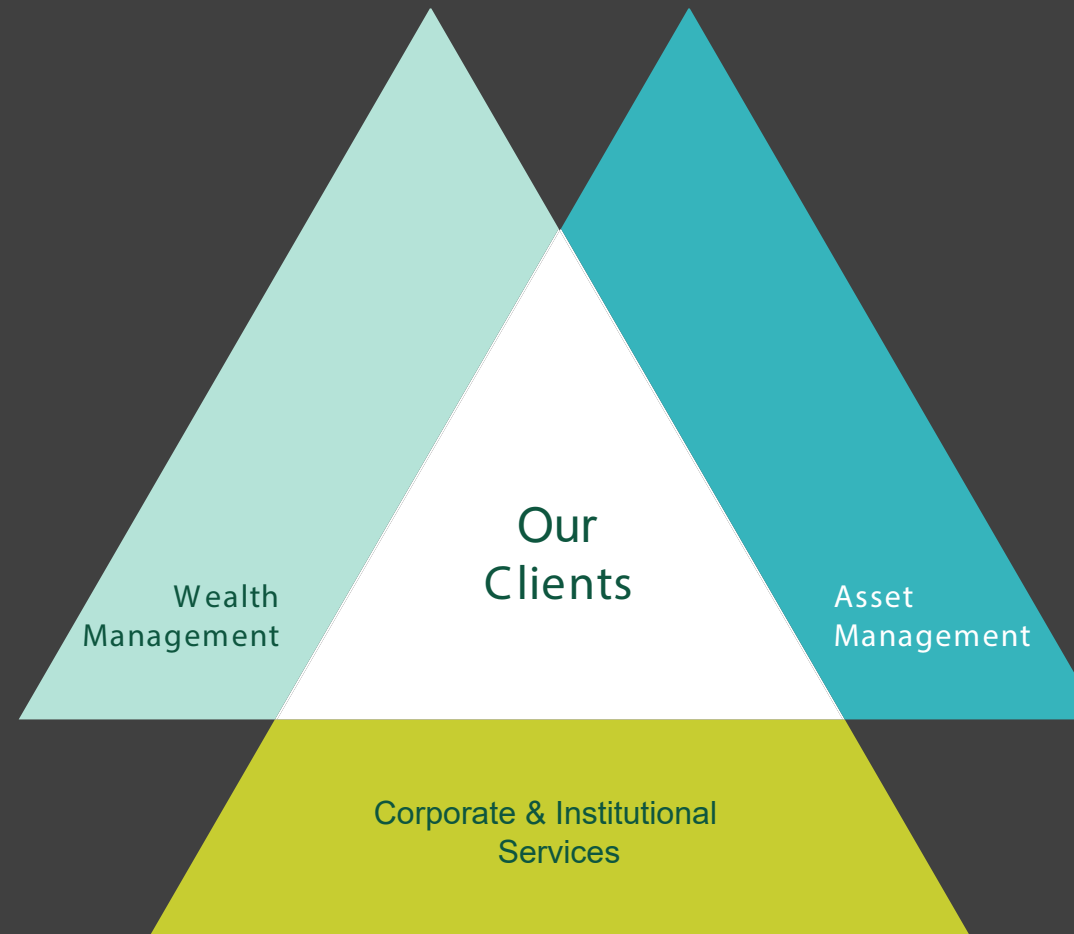 Our
Clients
Wealth
Management
Asset
Management
Corporate & Institutional
Services